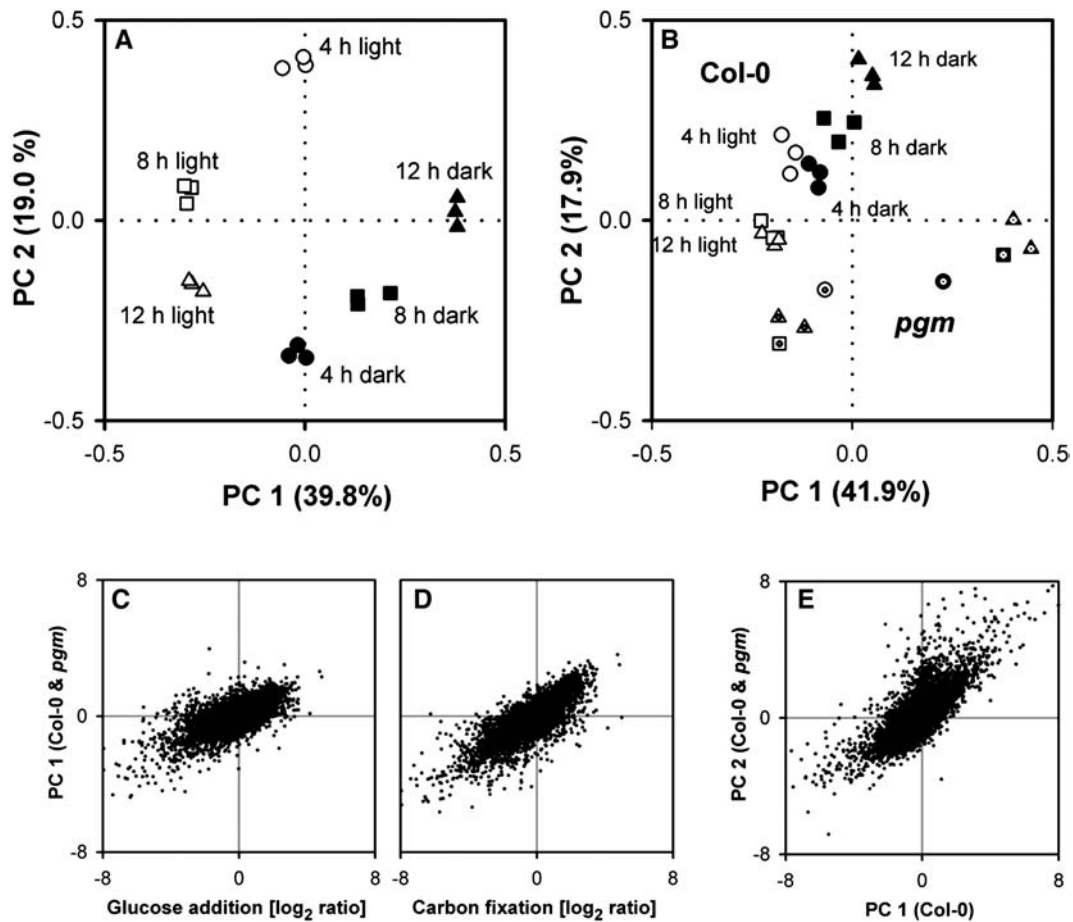 A
0.5
0.0
-0.5
-0.5
0.0
0.5
PC 2 (19.0 %)
PC 1 (39.8%)
4 h light
8 h light
12 h dark
12 h light
8 h dark
4 h dark
B
0.5
0.0
-0.5
-0.5
0.0
0.5
PC 2 (17.9%)
PC 1 (41.9%)
Col-0
12 h dark
4 h light
8 h dark
8 h light
4 h dark
12 h light
pgm
C
8
0
-8
-8
0
8
PC 1 (Col-0 & pgm)
Glucose addition [log2 ratio]
D
-8
0
8
Carbon fixation [log2 ratio]
E
8
0
-8
-8
0
8
PC 2 (Col-0 & pgm)
PC 1 (Col-0)